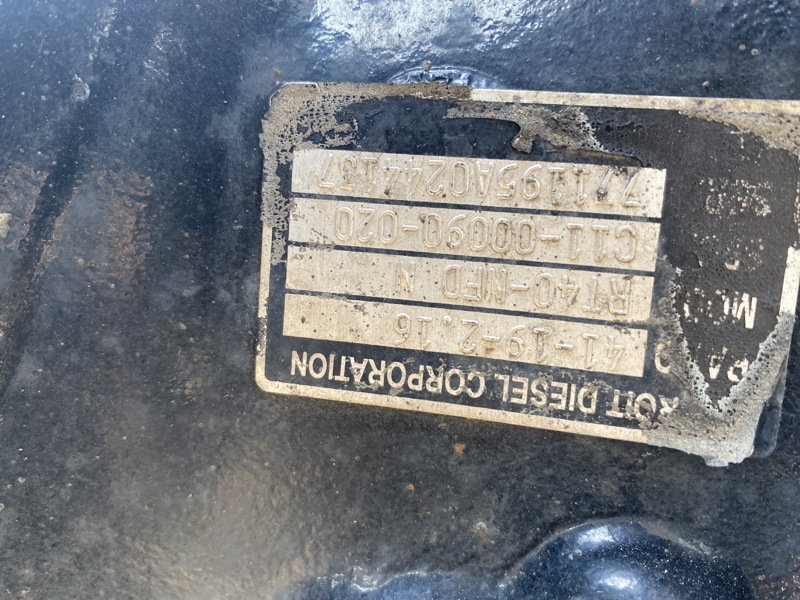 ROIT DIESEL CORPORATION
41-19-2.16
RT40-NFD N
C11-00090-020
771195A0244137